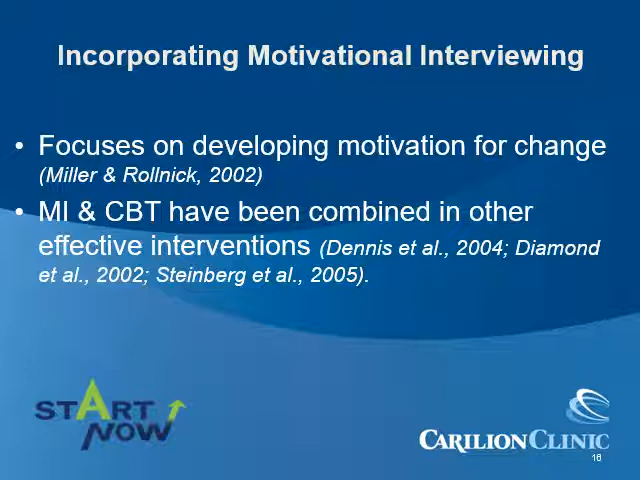 Incorporating Motivational Interviewing
• Focuses on developing motivation for change
(Miller & Rollnick, 2002)
• MI & CBT have been combined in other
effective interventions (Dennis et al., 2004; Diamond
et al., 2002; Steinberg et al., 2005).
START
NOW
CARILION CLINIC
16